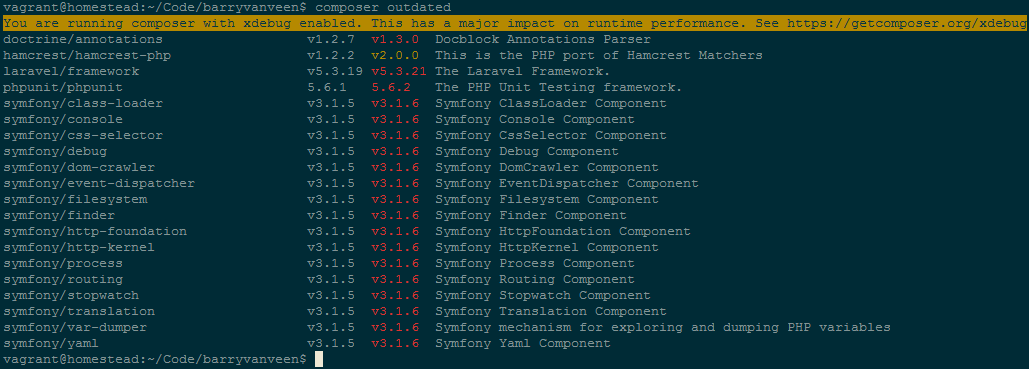 vagrant@homestead:~/Code/barryvanveen$ composer outdated
You are running composer with xdebug enabled. This has a major impact on runtime performance. See https://getcomposer.org/xdebug
doctrine/annotations v1.2.7 v1.3.0 Docblock Annotations Parser
hamcrest/hamcrest-php v1.2.2 v2.0.0 This is the PHP port of Hamcrest Matchers
laravel/framework v5.3.19 v5.3.21 The Laravel Framework.
phpunit/phpunit 5.6.1 5.6.2 The PHP Unit Testing framework.
symfony/class-loader v3.1.5 v3.1.6 Symfony ClassLoader Component
symfony/console v3.1.5 v3.1.6 Symfony Console Component
symfony/css-selector v3.1.5 v3.1.6 Symfony CssSelector Component
symfony/debug v3.1.5 v3.1.6 Symfony Debug Component
symfony/dom-crawler v3.1.5 v3.1.6 Symfony DomCrawler Component
symfony/event-dispatcher v3.1.5 v3.1.6 Symfony EventDispatcher Component
symfony/filesystem v3.1.5 v3.1.6 Symfony Filesystem Component
symfony/finder v3.1.5 v3.1.6 Symfony Finder Component
symfony/http-foundation v3.1.5 v3.1.6 Symfony HttpFoundation Component
symfony/http-kernel v3.1.5 v3.1.6 Symfony HttpKernel Component
symfony/process v3.1.5 v3.1.6 Symfony Process Component
symfony/routing v3.1.5 v3.1.6 Symfony Routing Component
symfony/stopwatch v3.1.5 v3.1.6 Symfony Stopwatch Component
symfony/translation v3.1.5 v3.1.6 Symfony Translation Component
symfony/var-dumper v3.1.5 v3.1.6 Symfony mechanism for exploring and dumping PHP variables
symfony/yaml v3.1.5 v3.1.6 Symfony Yaml Component
vagrant@homestead:~/Code/barryvanveen$